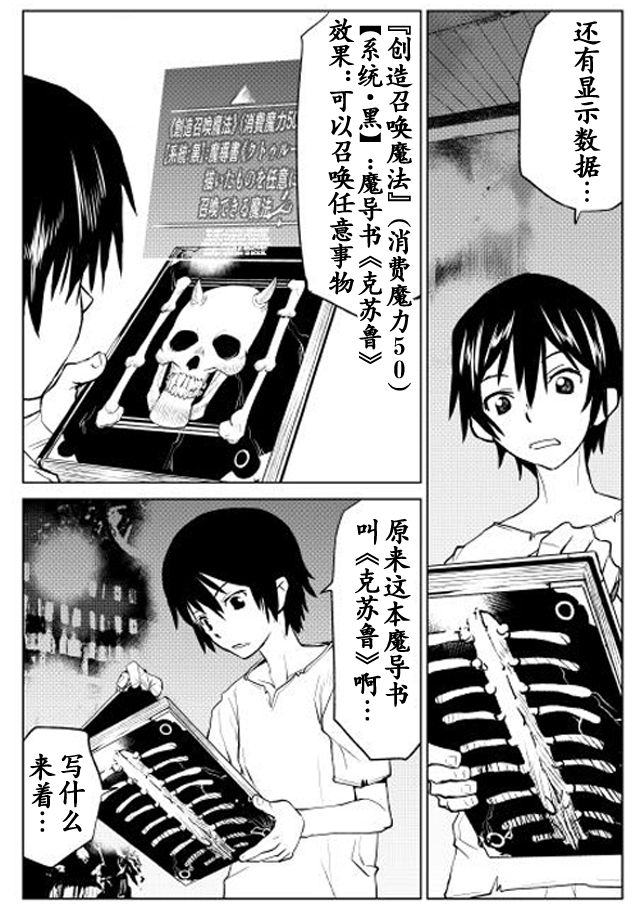 还有显示数据…
『创造召唤魔法』（消费魔力50）
【系统·黑】：魔导书《克苏鲁》
效果：可以召唤任意事物
《創造召喚魔法》（消費魔力50
【系統・黒】：魔導書《クトゥルー
描いたものを任意に
召喚できる魔法
原来这本魔导书
叫《克苏鲁》啊…
写什么
来着…